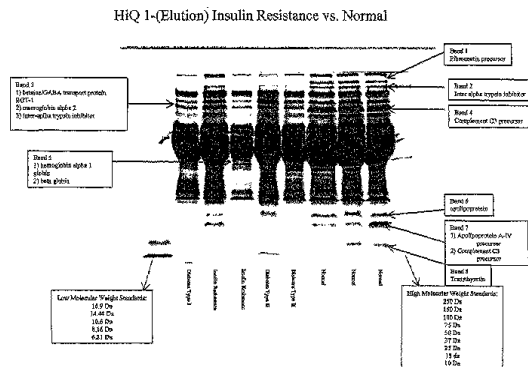 HiQ 1-(Elution) Insulin Resistance vs. Normal
Band 1
Fibronectin precursor
Band 3
1) betaine/GABA transport protein,
BGT-1
2) macroglobin alpha 2
3) inter-alpha trypsin inhibitor
Band 2
Inter alpha trypsin inhibitor
Band 4
Complement C3 precursor
Band 5
1) hemoglobin alpha 1
globin
2) beta globin
Band 6
apolipoprotein
Band 7
1) Apolipoprotein A-IV
precursor
2) Complement C3
precursor
Band 8
Transthyretin
Diabetes Type I
Insulin Resistance
Insulin Resistance
Diabetes Type II
Diabetes Type II
Normal
Normal
Normal
Low Molecular Weight Standards:
16.9 Da
14.44 Da
10.6 Da
8.16 Da
6.21 Da
High Molecular Weight Standards:
250 Da
150 Da
100 Da
75 Da
50 Da
37 Da
25 Da
15 da
10 Da